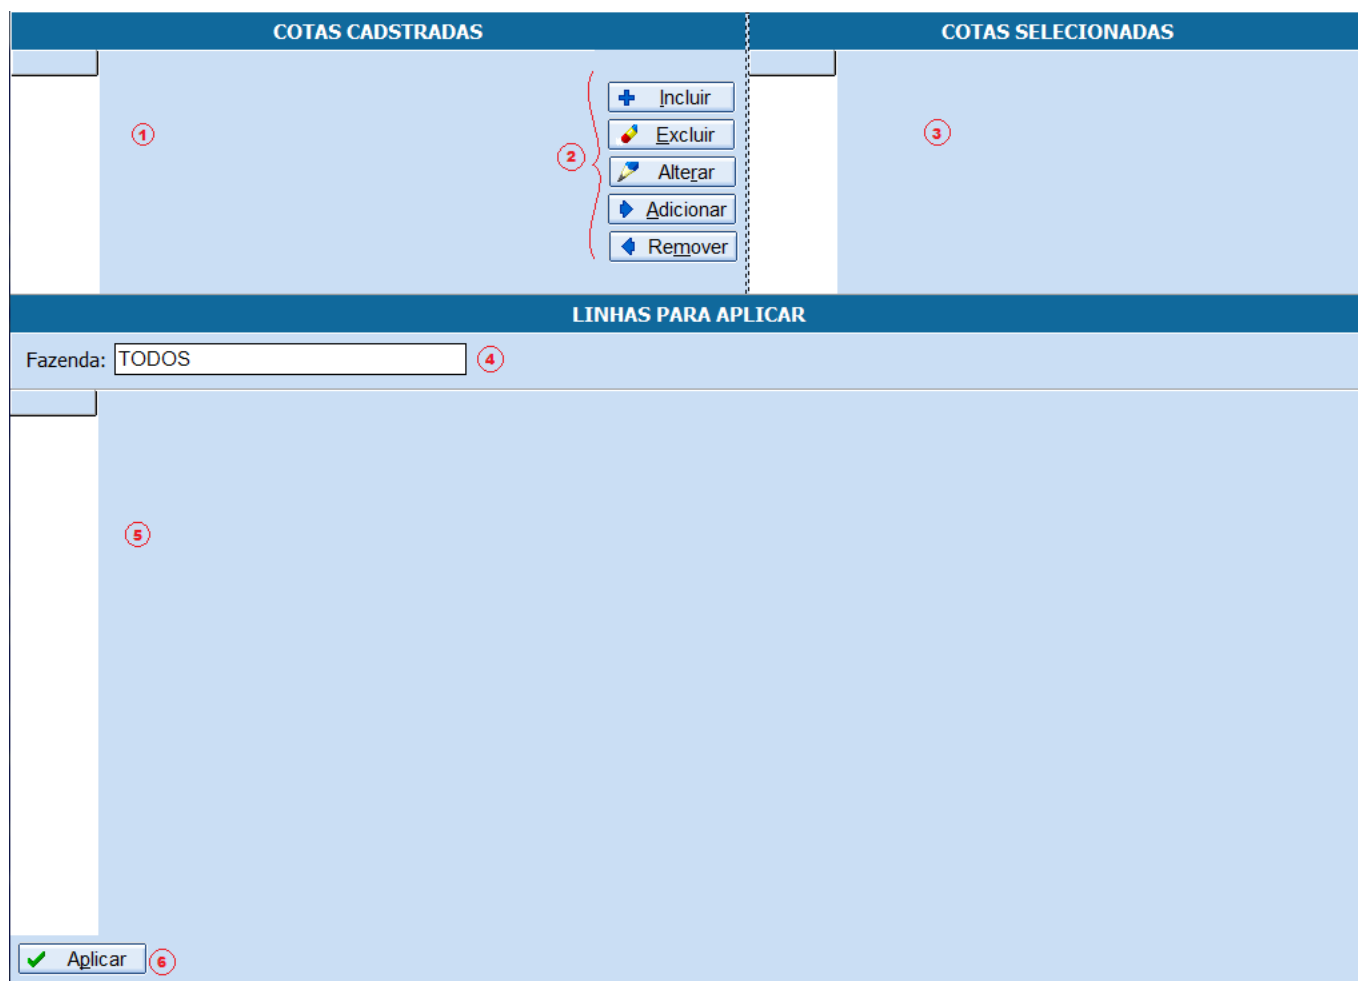 COTAS CADSTRADAS
COTAS SELECIONADAS
1
2
Incluir
Excluir
Alterar
Adicionar
Remover
3
LINHAS PARA APLICAR
Fazenda: TODOS 4
5
Aplicar 6